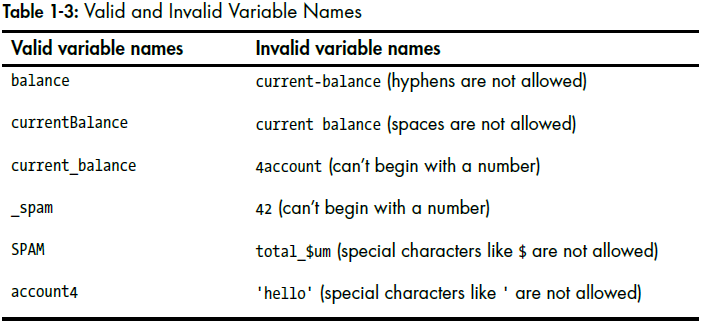 Table 1-3: Valid and Invalid Variable Names
Valid variable names Invalid variable names
balance current-balance (hyphens are not allowed)
currentBalance current balance (spaces are not allowed)
current_balance 4account (can’t begin with a number)
_spam 42 (can’t begin with a number)
SPAM total_$um (special characters like $ are not allowed)
account4 'hello' (special characters like ' are not allowed)